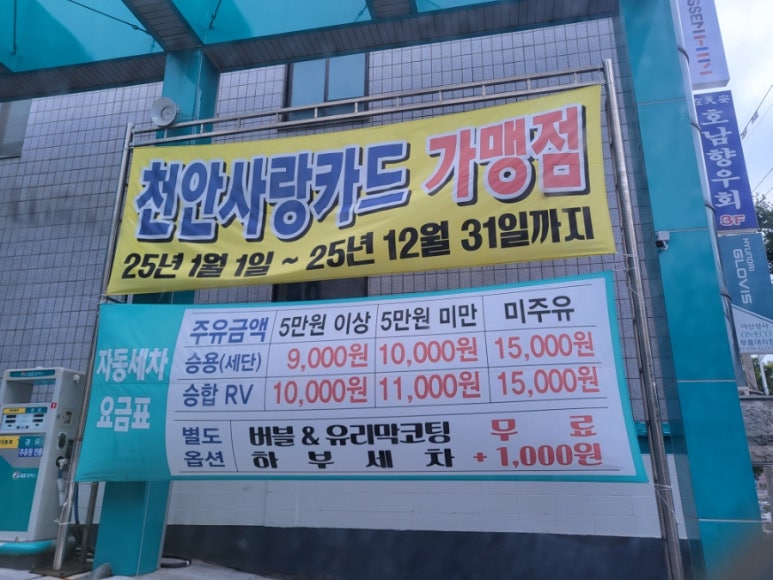 천안사랑카드 가맹점
25년 1월 1일 ~ 25년 12월 31일까지
자동세차
요금표
주유금액 5만원 이상 5만원 미만 미주유
승용(세단) 9,000원 10,000원 15,000원
승합 RV 10,000원 11,000원 15,000원
별도 옵션 버블 & 유리막코팅 무료
하부세차 +1,000원
호남향우회
3F
HYUNDAI
GLOVIS
경유